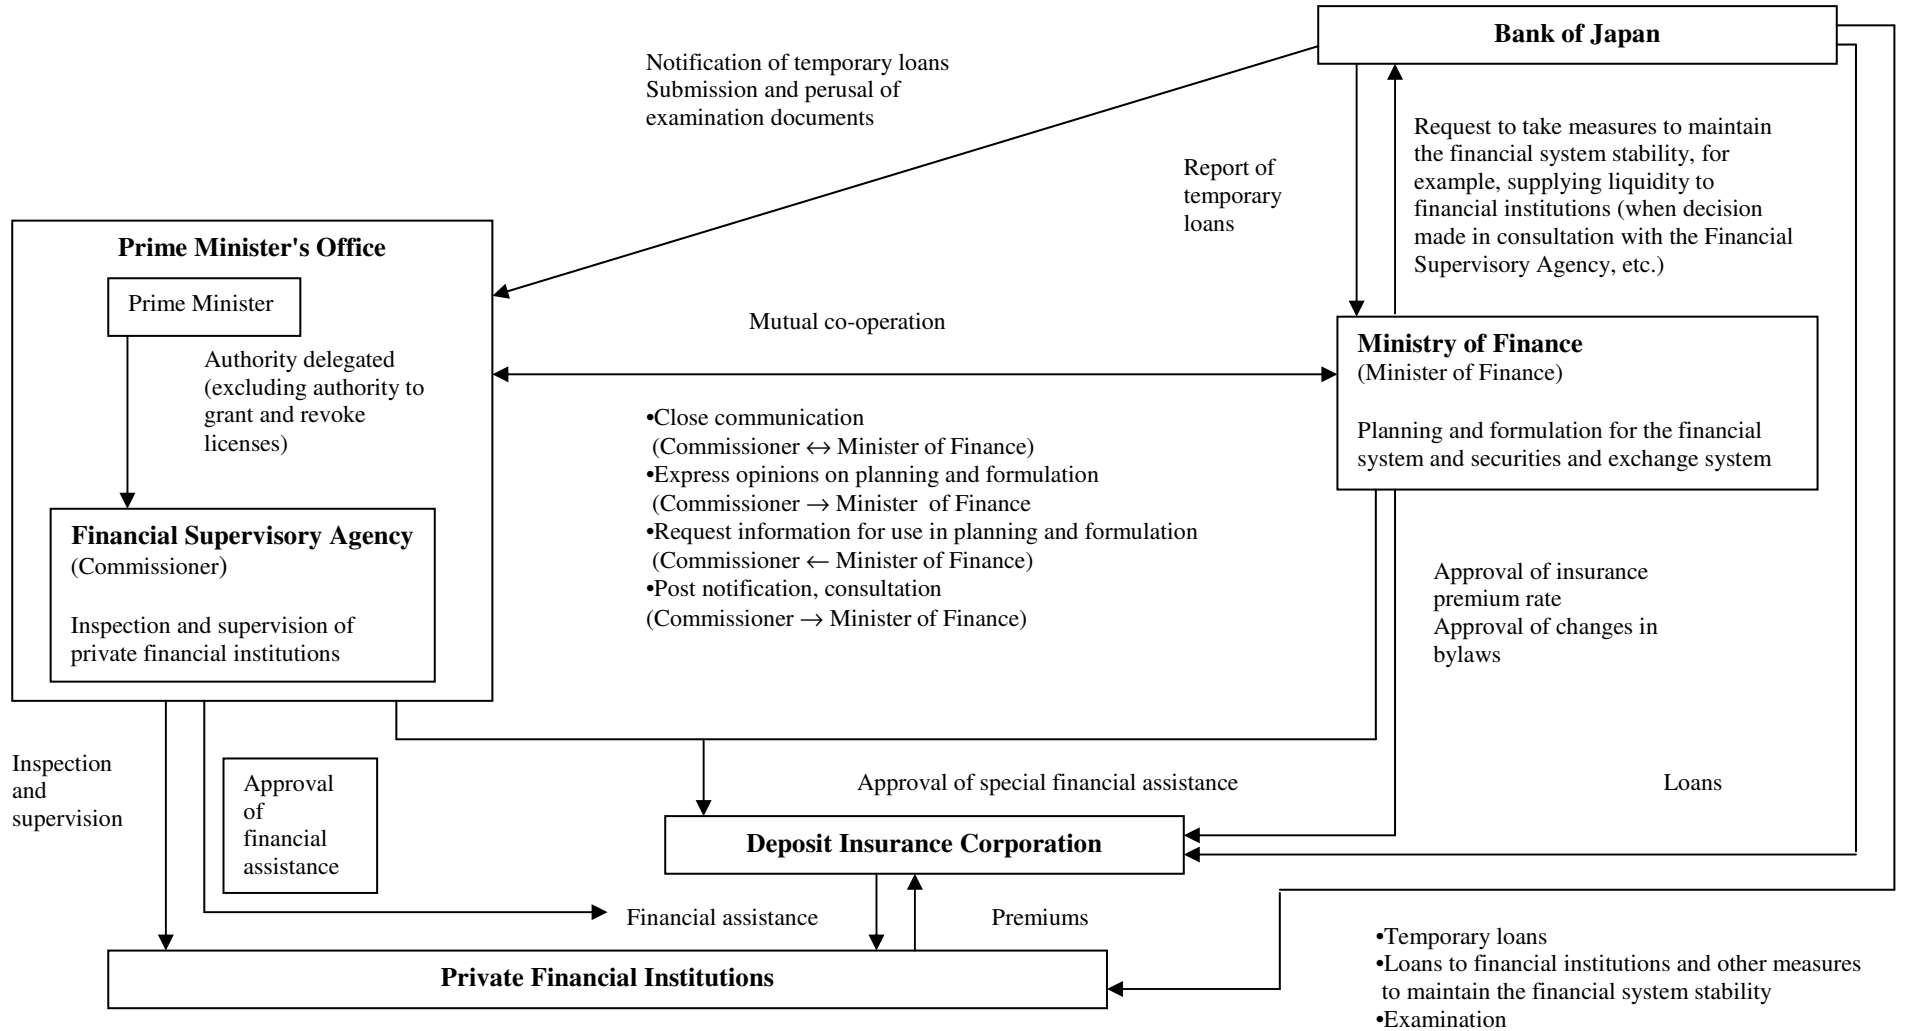 Bank of Japan
Notification of temporary loans
Submission and perusal of
examination documents
Report of
temporary
loans
Request to take measures to maintain
the financial system stability, for
example, supplying liquidity to
financial institutions (when decision
made in consultation with the Financial
Supervisory Agency, etc.)
Prime Minister's Office
Prime Minister
Authority delegated
(excluding authority to
grant and revoke
licenses)
Financial Supervisory Agency
(Commissioner)
Inspection and supervision of
private financial institutions
Mutual co-operation
•Close communication
(Commissioner ↔ Minister of Finance)
•Express opinions on planning and formulation
(Commissioner → Minister of Finance
•Request information for use in planning and formulation
(Commissioner ← Minister of Finance)
•Post notification, consultation
(Commissioner → Minister of Finance)
Ministry of Finance
(Minister of Finance)
Planning and formulation for the financial
system and securities and exchange system
Approval of insurance
premium rate
Approval of changes in
bylaws
Inspection
and
supervision
Approval
of
financial
assistance
Approval of special financial assistance
Loans
Deposit Insurance Corporation
Financial assistance
Premiums
Private Financial Institutions
•Temporary loans
•Loans to financial institutions and other measures
to maintain the financial system stability
•Examination